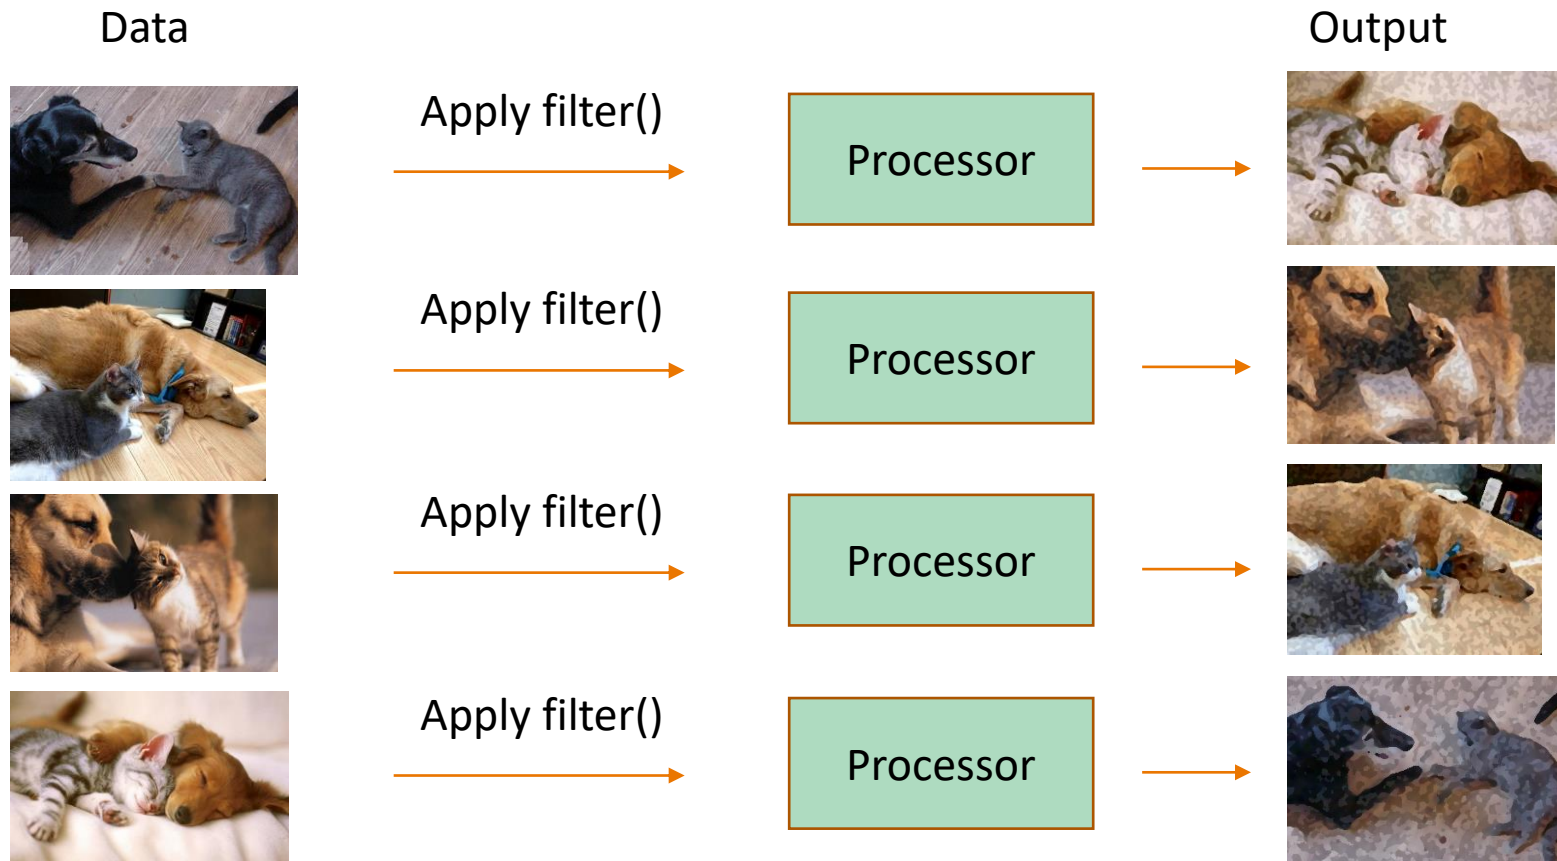 Data
Output
Apply filter()
Processor
Apply filter()
Processor
Apply filter()
Processor
Apply filter()
Processor